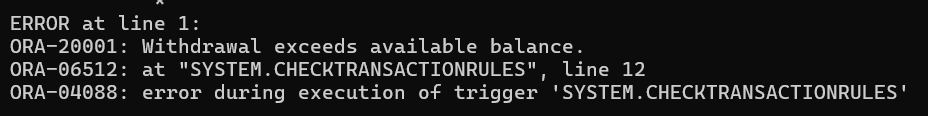 *
ERROR at line 1:
ORA-20001: Withdrawal exceeds available balance.
ORA-06512: at "SYSTEM.CHECKTRANSACTIONRULES", line 12
ORA-04088: error during execution of trigger 'SYSTEM.CHECKTRANSACTIONRULES'